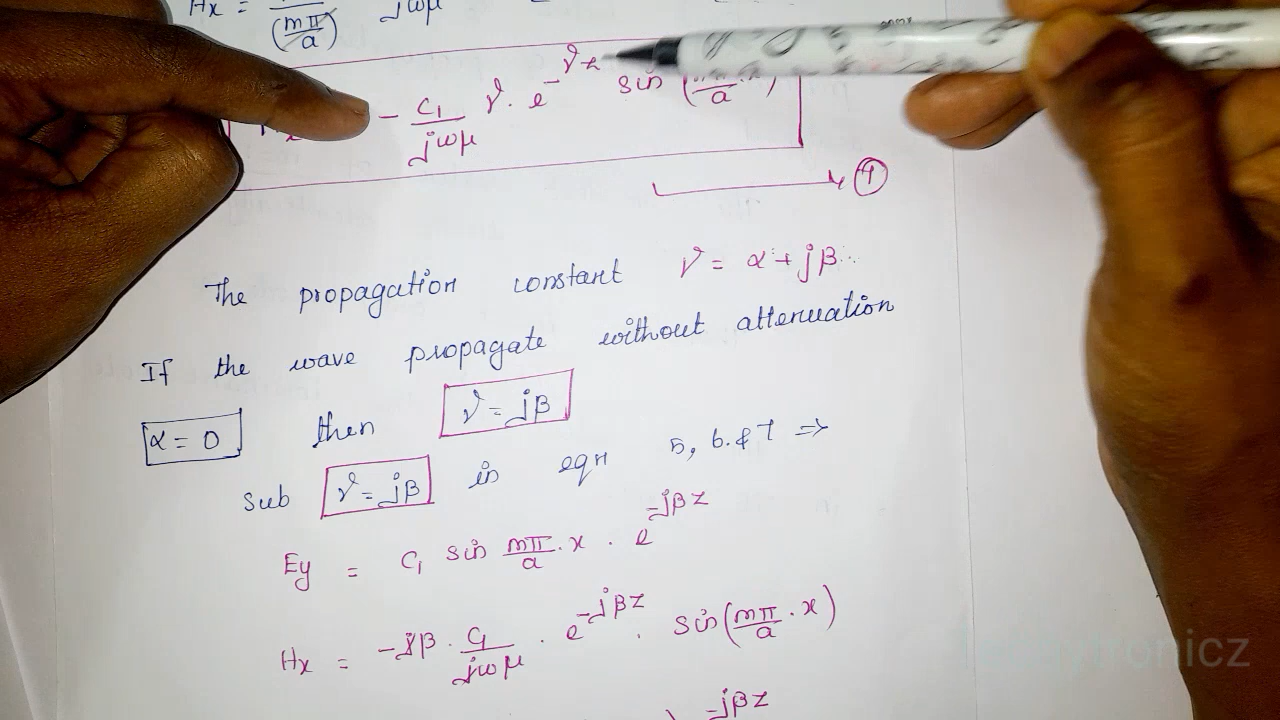 Hx = (mπ/a) jωμ
- C1/jωμ γ. e^-γz sin (mπ/a . x)
7
The propagation constant γ = α + jβ
If the wave propagate without attenuation
α = 0 then γ = jβ
Sub γ = jβ in eqn 5, 6 & 7 ⇒
Ey = C1 sin mπ/a . x . e^-jβz
Hx = -jβ . C1/jωμ . e^-jβz . sin(mπ/a . x)
-jβz